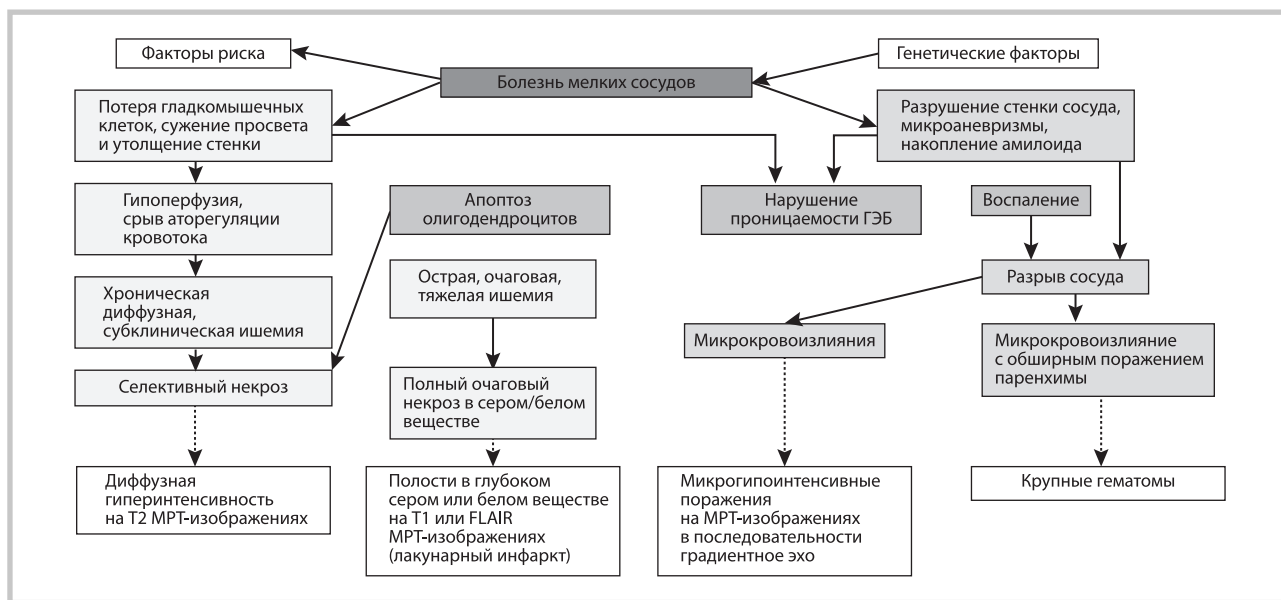 Факторы риска
Генетические факторы
Болезнь мелких сосудов
Потеря гладкомышечных
клеток, сужение просвета
и утолщение стенки
Разрушение стенки сосуда,
микроаневризмы,
накопление амилоида
Гипоперфузия,
срыв аторегуляции
кровотока
Апоптоз
олигодендроцитов
Нарушение
проницаемости ГЭБ
Воспаление
Острая, очаговая,
тяжелая ишемия
Разрыв сосуда
Хроническая
диффузная,
субклиническая ишемия
Микрокровоизлияния
Микрокровоизлияние
с обширным поражением
паренхимы
Селективный некроз
Полный очаговый
некроз в сером/белом
веществе
Диффузная
гиперинтенсивность
на Т2 МРТ-изображениях
Полости в глубоком
сером или белом веществе
на Т1 или FLAIR
МРТ-изображениях
(лакунарный инфаркт)
Микрогипоинтенсивные
поражения
на МРТ-изображениях
в последовательности
градиентное эхо
Крупные гематомы